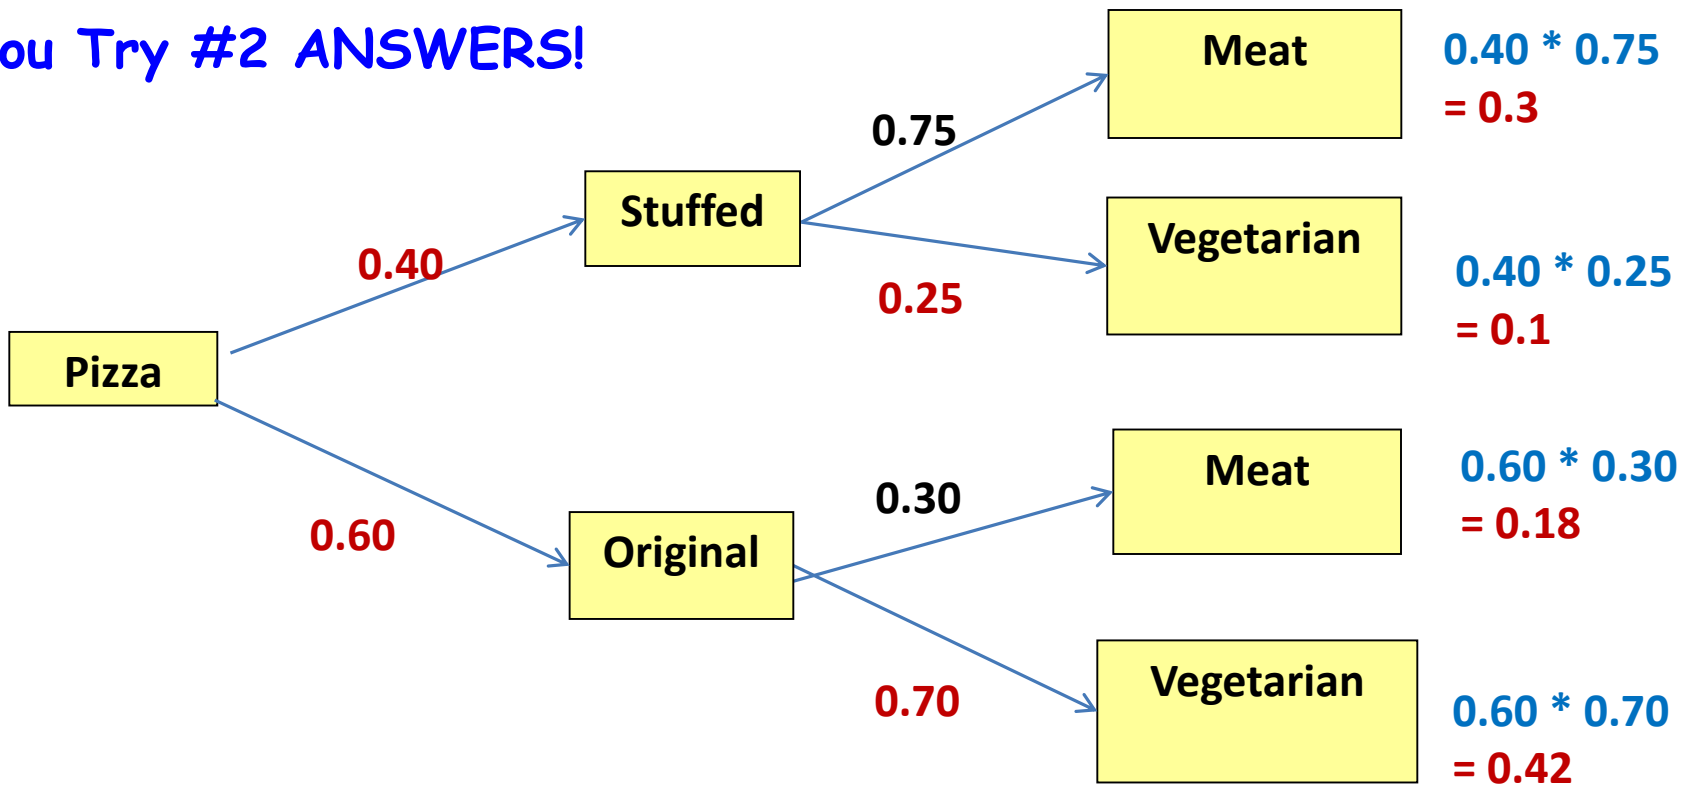 ou Try #2 ANSWERS!
Meat
0.40 * 0.75
= 0.3
0.75
Stuffed
Vegetarian
0.40
0.25
0.40 * 0.25
= 0.1
Pizza
Meat
0.60 * 0.30
= 0.18
0.30
0.60
Original
0.70
Vegetarian
0.60 * 0.70
= 0.42